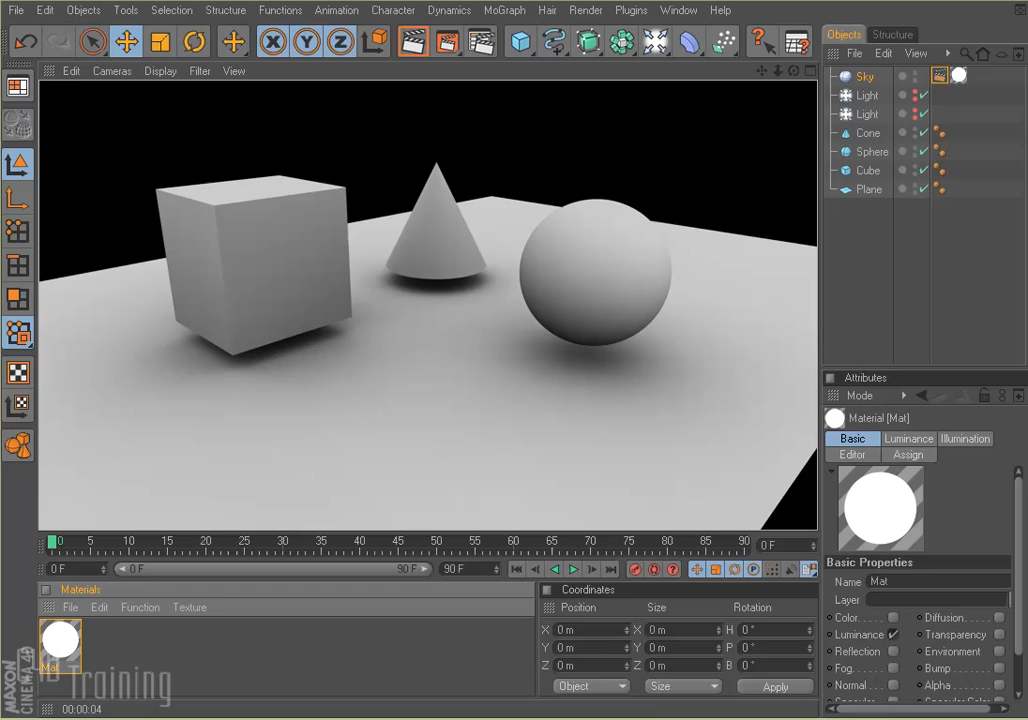 File Edit Objects Tools Selection Structure Functions Animation Character Dynamics MoGraph Hair Render Plugins Window Help
X Y Z
Objects Structure
File Edit View
Edit Cameras Display Filter View
Sky
Light
Light
Cone
Sphere
Cube
Plane
Attributes
Mode
Material [Mat]
Basic Luminance Illumination
Editor Assign
Basic Properties
Name Mat
Layer
Color. . . . . Diffusion. . . . .
Luminance Transparency
Reflection Environment
Fog. . . . . . Bump . . . .
Normal . . . Alpha . . . .
0 5 10 15 20 25 30 35 40 45 50 55 60 65 70 75 80 85 90 0 F
0 F 0 F 90 F 90 F
Materials
File Edit Function Texture
Mat
Coordinates
Position Size Rotation
X 0 m X 0 m H 0 °
Y 0 m Y 0 m P 0 °
Z 0 m Z 0 m B 0 °
Object Size Apply
MAXON
CINEMA 4D
Training
00:00:04